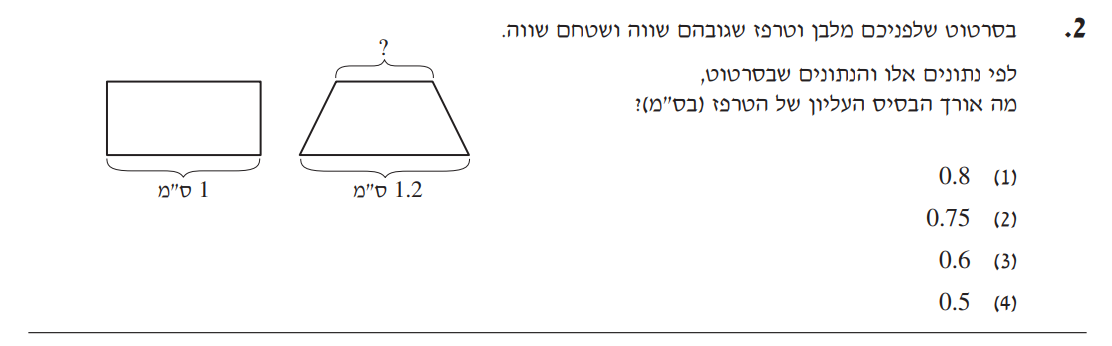 2. בסרטוט שלפניכם מלבן וטרפז שגובהם שווה ושטחם שווה.
לפי נתונים אלו והנתונים שבסרטוט,
מה אורך הבסיס העליון של הטרפז (בס"מ)?
?
1.2 ס"מ
1 ס"מ
(1) 0.8
(2) 0.75
(3) 0.6
(4) 0.5